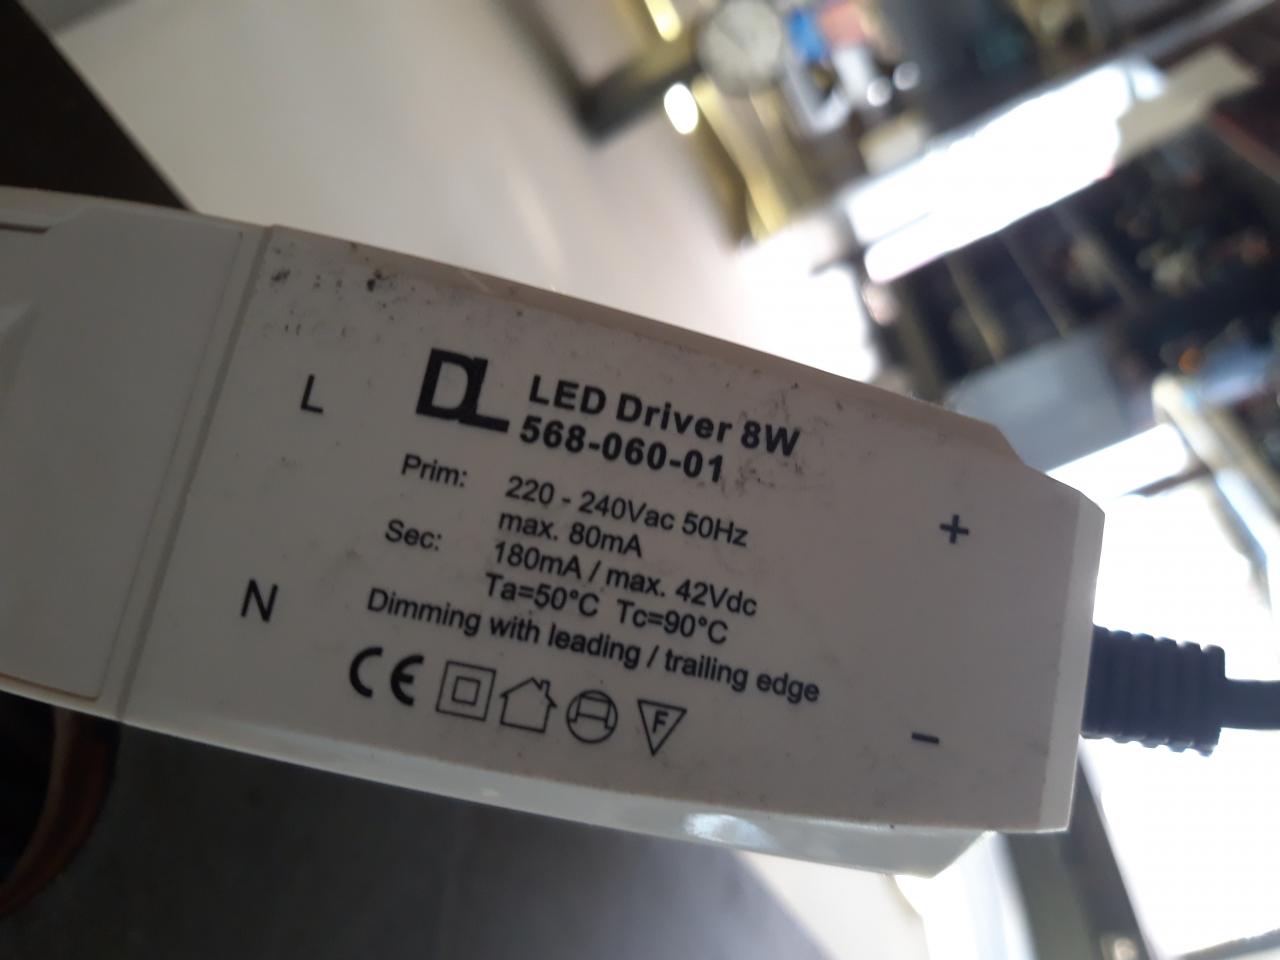 DL LED Driver 8W
568-060-01
L
Prim: 220 - 240Vac 50Hz
max. 80mA
Sec: 180mA / max. 42Vdc
Ta=50°C Tc=90°C
N
Dimming with leading / trailing edge
CE
F
+
-